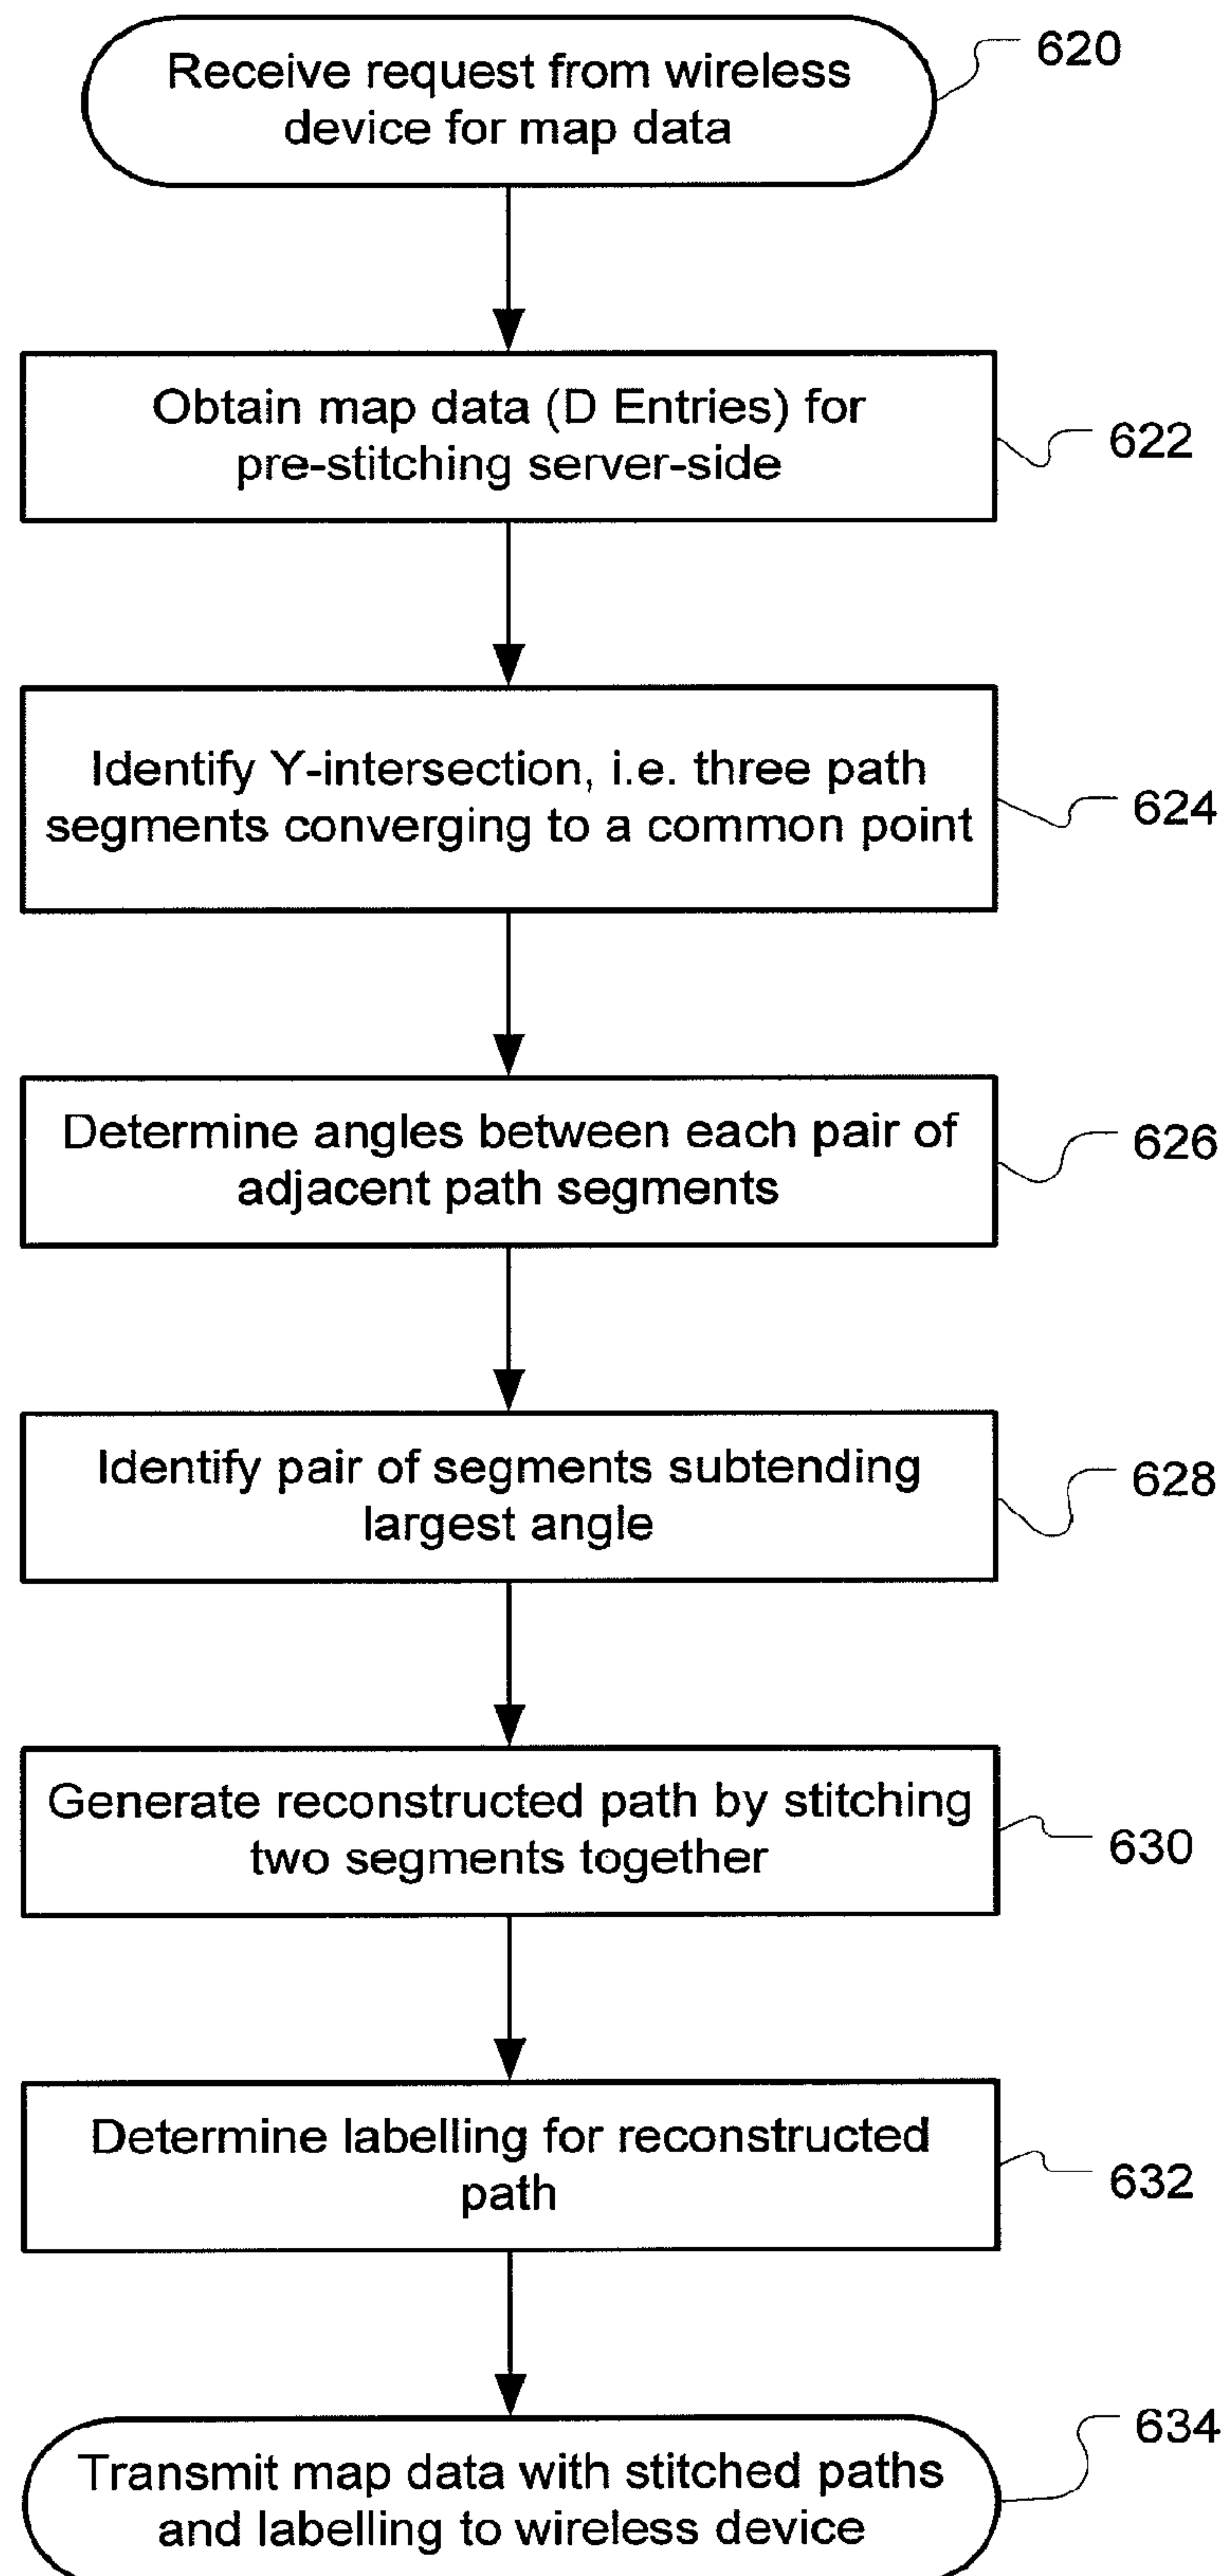 Receive request from wireless
device for map data
620
Obtain map data (D Entries) for
pre-stitching server-side
622
Identify Y-intersection, i.e. three path
segments converging to a common point
624
Determine angles between each pair of
adjacent path segments
626
Identify pair of segments subtending
largest angle
628
Generate reconstructed path by stitching
two segments together
630
Determine labelling for reconstructed
path
632
Transmit map data with stitched paths
and labelling to wireless device
634